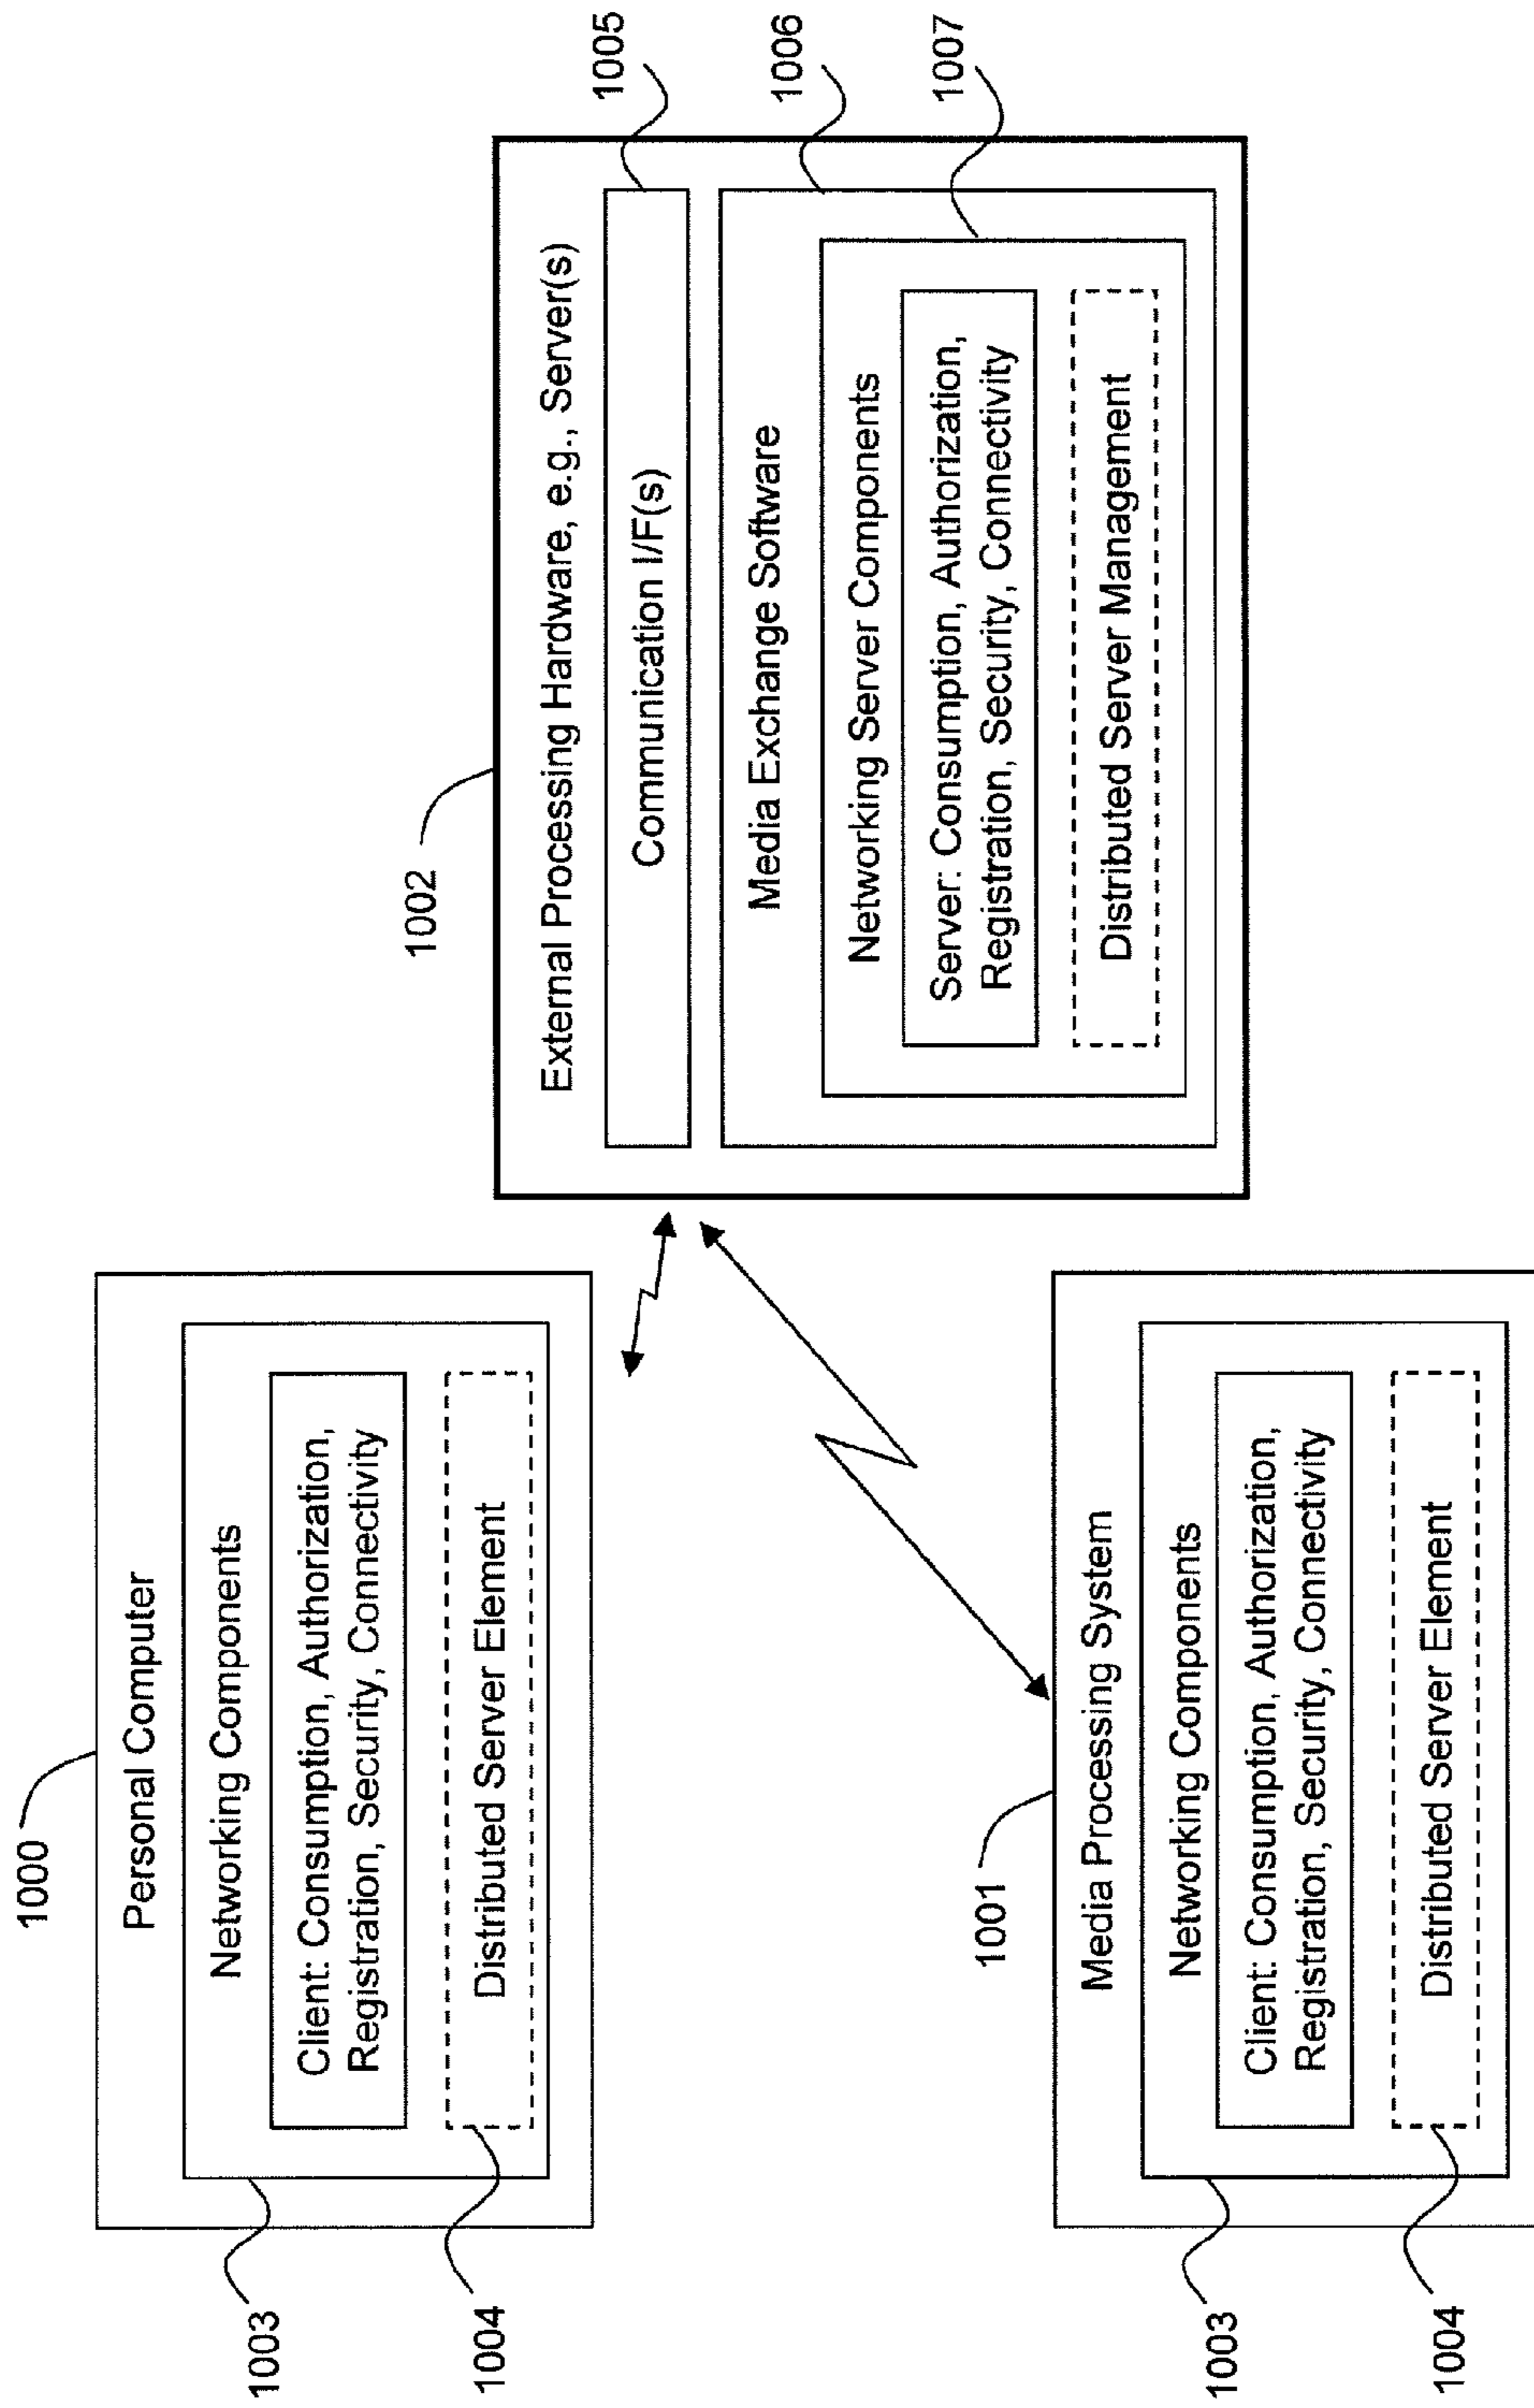 1000
Personal Computer
Networking Components
Client: Consumption, Authorization,
Registration, Security, Connectivity
Distributed Server Element
1003
1004
1002
External Processing Hardware, e.g., Server(s)
Communication I/F(s)
Media Exchange Software
Networking Server Components
Server: Consumption, Authorization,
Registration, Security, Connectivity
Distributed Server Management
1005
1006
1007
1001
Media Processing System
Networking Components
Client: Consumption, Authorization,
Registration, Security, Connectivity
Distributed Server Element
1003
1004